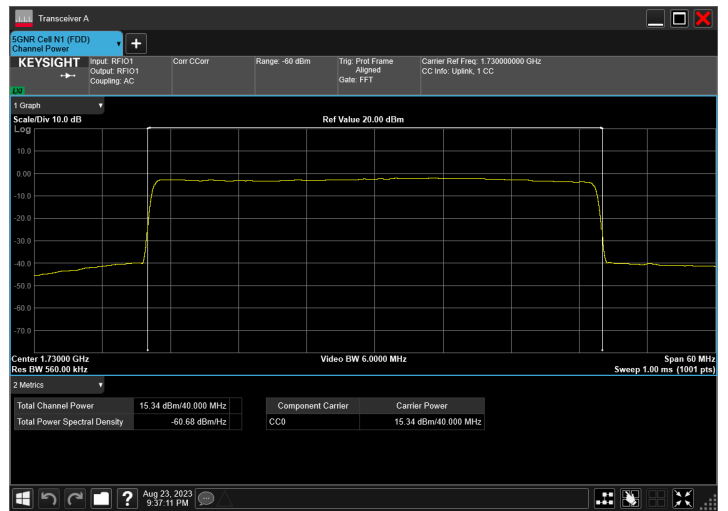 Transceiver A
5GNR Cell N1 (FDD)
Channel Power
KEYSIGHT
LXI
Input: RFIO1
Output: RFIO1
Coupling: AC
Corr CCorr
Range: -60 dBm
Trig: Prot Frame
Aligned
Gate: FFT
Carrier Ref Freq: 1.730000000 GHz
CC Info: Uplink, 1 CC
1 Graph
Scale/Div 10.0 dB
Ref Value 20.00 dBm
Log
10.0
0.00
-10.0
-20.0
-30.0
-40.0
-50.0
-60.0
-70.0
Center 1.73000 GHz
Video BW 6.0000 MHz
Span 60 MHz
Res BW 560.00 kHz
Sweep 1.00 ms (1001 pts)
2 Metrics
Total Channel Power 15.34 dBm/40.000 MHz
Total Power Spectral Density -60.68 dBm/Hz
Component Carrier Carrier Power
CC0 15.34 dBm/40.000 MHz
?
Aug 23, 2023
9:37:11 PM